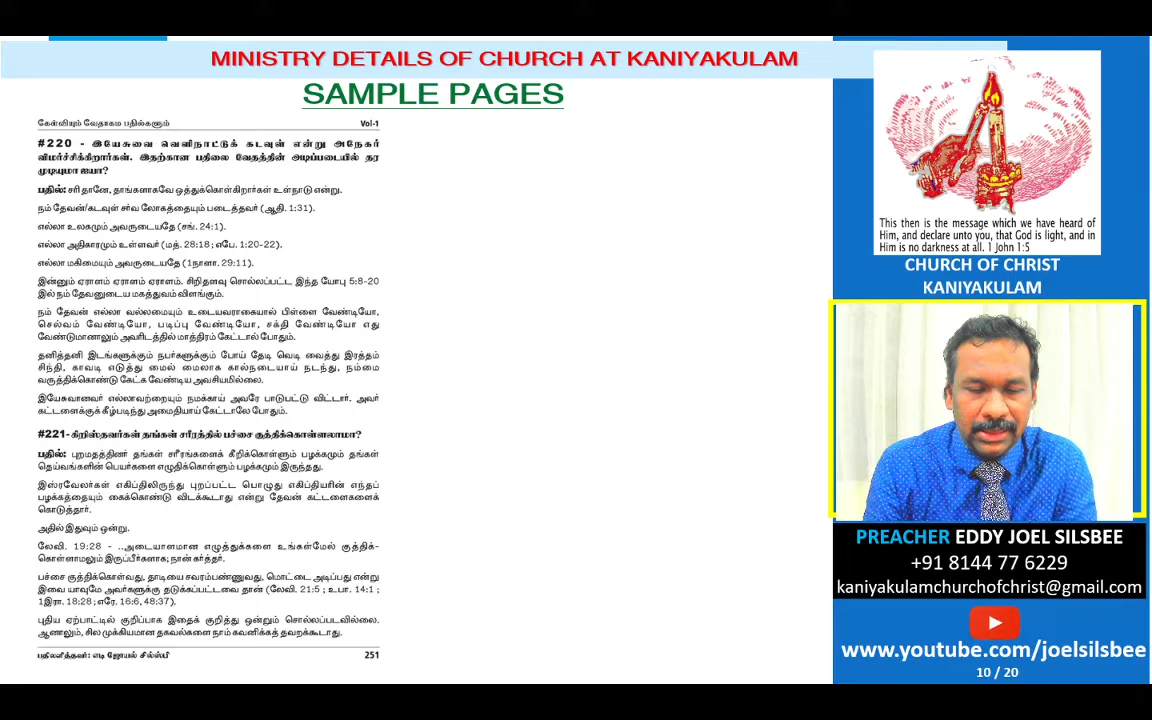 MINISTRY DETAILS OF CHURCH AT KANIYAKULAM
SAMPLE PAGES
கேள்வியும் வேதாகம பதில்களும் Vol-1
#220 - இயேசுவை வெளிநாட்டுக் கடவுள் என்று அநேகர்
விமர்ச்சிக்கிறார்கள். இதற்கான பதிலை வேதத்தின் அடிப்படையில் தர
முடியுமா ஐயா?
பதில்: சரி தானே, தாங்களாகவே ஒத்துக்கொள்கிறார்கள் உள்நாடு என்று.
நம் தேவன்/கடவுள் சர்வ லோகத்தையும் படைத்தவர் (ஆதி. 1:31).
எல்லா உலகமும் அவருடையதே (சங். 24:1).
எல்லா அதிகாரமும் உள்ளவர் (மத். 28:18 ; எபே. 1:20-22).
எல்லா மகிமையும் அவருடையதே (1நாளா. 29:11).
இன்னும் ஏராளம் ஏராளம் ஏராளம். சிறிதளவு சொல்லப்பட்ட இந்த யோபு 5:8-20
இல் நம் தேவனுடைய மகத்துவம் விளங்கும்.
நம் தேவன் எல்லா வல்லமையும் உடையவராகையால் பிள்ளை வேண்டியோ,
செல்வம் வேண்டியோ, படிப்பு வேண்டியோ, சக்தி வேண்டியோ எது
வேண்டுமானாலும் அவரிடத்தில் மாத்திரம் கேட்டால் போதும்.
தனித்தனி இடங்களுக்கும் நபர்களுக்கும் போய் தேடி வெடி வைத்து இரத்தம்
சிந்தி, காவடி எடுத்து மைல் மைலாக கால்நடையாய் நடந்து, நம்மை
வருத்திக்கொண்டு கேட்க வேண்டிய அவசியமில்லை.
இயேசுவானவர் எல்லாவற்றையும் நமக்காய் அவரே பாடுபட்டு விட்டார். அவர்
கட்டளைக்குக் கீழ்படிந்து அமைதியாய் கேட்டாலே போதும்.
#221-கிறிஸ்தவர்கள் தங்கள் சரீரத்தில் பச்சை குத்திக்கொள்ளலாமா?
பதில்: புறமதத்தினர் தங்கள் சரீரங்களைக் கீறிக்கொள்ளும் பழக்கமும் தங்கள்
தெய்வங்களின் பெயர்களை எழுதிக்கொள்ளும் பழக்கமும் இருந்தது.
இஸ்ரவேலர்கள் எகிப்திலிருந்து புறப்பட்ட பொழுது எகிப்தியரின் எந்தப்
பழக்கத்தையும் கைக்கொண்டு விடக்கூடாது என்று தேவன் கட்டளைகளைக்
கொடுத்தார்.
அதில் இதுவும் ஒன்று.
லேவி. 19:28 - ..அடையாளமான எழுத்துக்களை உங்கள்மேல் குத்திக்-
கொள்ளாமலும் இருப்பீர்களாக; நான் கர்த்தர்.
பச்சை குத்திக்கொள்வது, தாடியை சவரம்பண்ணுவது, மொட்டை அடிப்பது என்று
இவை யாவுமே அவர்களுக்கு தடுக்கப்பட்டவை தான் (லேவி. 21:5 ; உபா. 14:1 ;
1இரா. 18:28 ; எரே. 16:6, 48:37).
புதிய ஏற்பாட்டில் குறிப்பாக இதைக் குறித்து ஒன்றும் சொல்லப்படவில்லை.
ஆனாலும், சில முக்கியமான தகவல்களை நாம் கவனிக்கத் தவறக்கூடாது.
பதிலளித்தவர்: எடி ஜோயல் சில்ஸ்பி 251
This then is the message which we have heard of
Him, and declare unto you, that God is light, and in
Him is no darkness at all. 1 John 1:5
CHURCH OF CHRIST
KANIYAKULAM
PREACHER EDDY JOEL SILSBEE
+91 8144 77 6229
kaniyakulamchurchofchrist@gmail.com
www.youtube.com/joelsilsbee
10 / 20